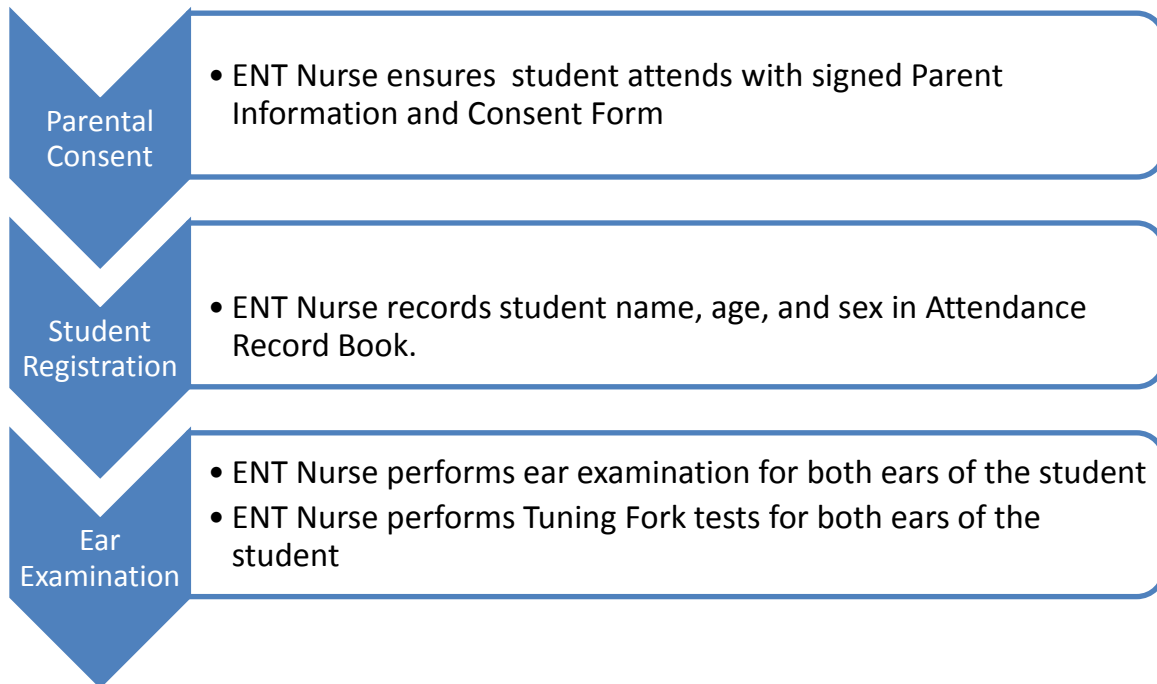 Parental
Consent
• ENT Nurse ensures  student attends with signed Parent
Information and Consent Form
Student
Registration
• ENT Nurse records student name, age, and sex in Attendance
Record Book.
Ear
Examination
• ENT Nurse performs ear examination for both ears of the student
• ENT Nurse performs Tuning Fork tests for both ears of the
student